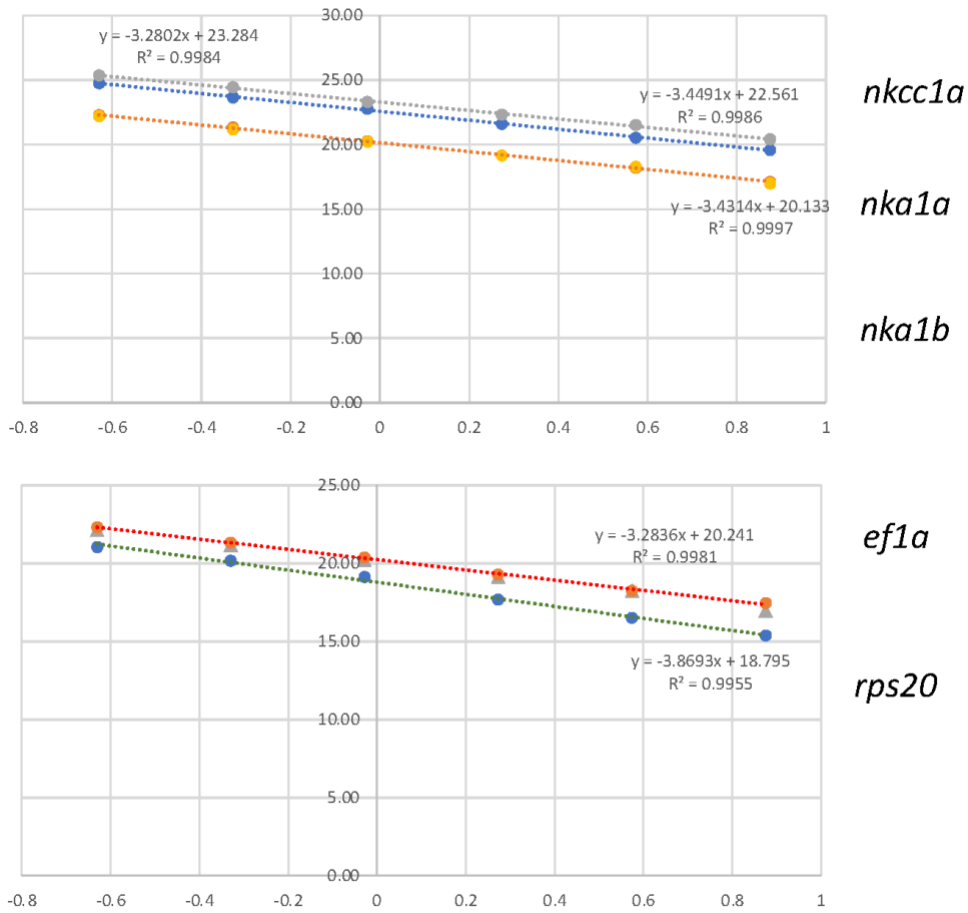 30.00
y = -3.2802x + 23.284
R² = 0.9984
25.00
y = -3.4491x + 22.561
R² = 0.9986
nkcc1a
20.00
y = -3.4314x + 20.133
R² = 0.9997
nka1a
15.00
10.00
nka1b
5.00
0.00
-0.8 -0.6 -0.4 -0.2 0 0.2 0.4 0.6 0.8 1
25.00
y = -3.2836x + 20.241
R² = 0.9981
ef1a
20.00
y = -3.8693x + 18.795
R² = 0.9955
rps20
15.00
10.00
5.00
0.00
-0.8 -0.6 -0.4 -0.2 0 0.2 0.4 0.6 0.8 1